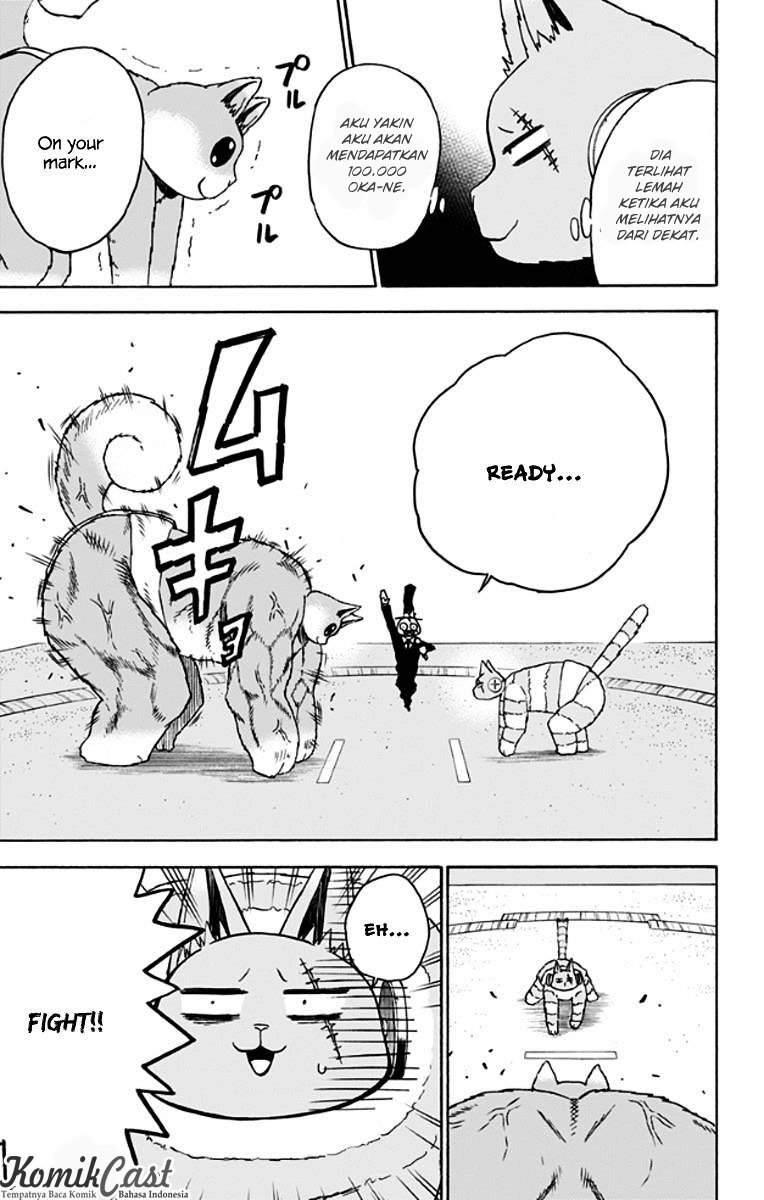 DIA
TERLIHAT
LEMAH
KETIKA AKU
MELIHATNYA
DARI DEKAT.
AKU YAKIN
AKU AKAN
MENDAPATKAN
100.000
OKA-NE.
プル
プル
On your
mark...
READY...
ムキョ
EH...
FIGHT!!
KomikCast
Tempatnya Baca Komik Bahasa Indonesia